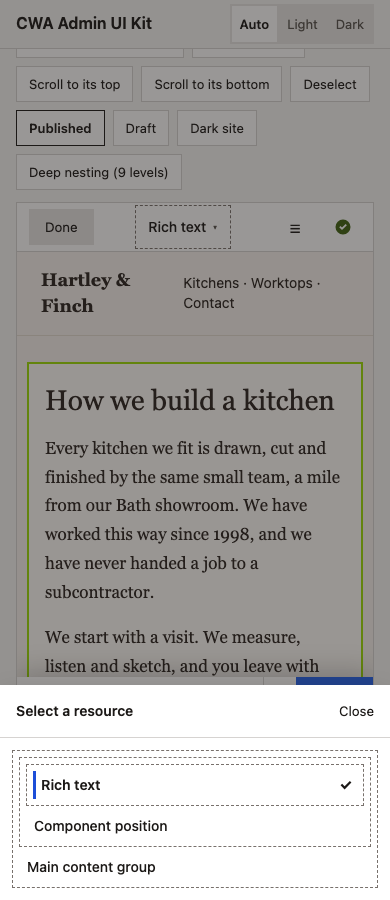 CWA Admin UI Kit
Auto
Light
Dark
Scroll to its top
Scroll to its bottom
Deselect
Published
Draft
Dark site
Deep nesting (9 levels)
Done
Rich text
Hartley &
Finch
Kitchens · Worktops ·
Contact
How we build a kitchen
Every kitchen we fit is drawn, cut and
finished by the same small team, a mile
from our Bath showroom. We have
worked this way since 1998, and we
have never handed a job to a
subcontractor.
We start with a visit. We measure,
listen and sketch, and you leave with
Select a resource
Close
Rich text
Component position
Main content group